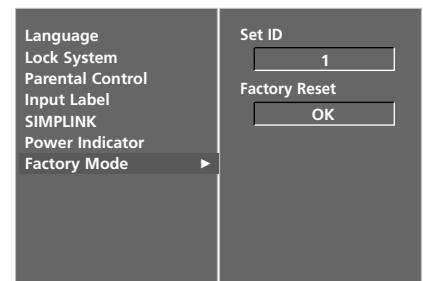 Language
Lock System
Parental Control
Input Label
SIMPLINK
Power Indicator
Factory Mode ►
Set ID
1
Factory Reset
OK